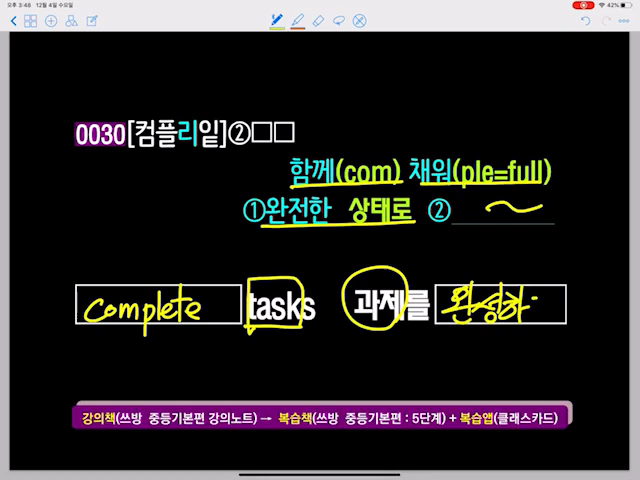 오후 3:48 12월 4일 수요일 42%
0030[컴플리잍]②□□
함께(com) 채워(ple=full)
①완전한 상태로 ②
complete tasks 과제를 완성하
강의책(쓰방 중등기본편 강의노트) → 복습책(쓰방 중등기본편 : 5단계) + 복습앱(클래스카드)